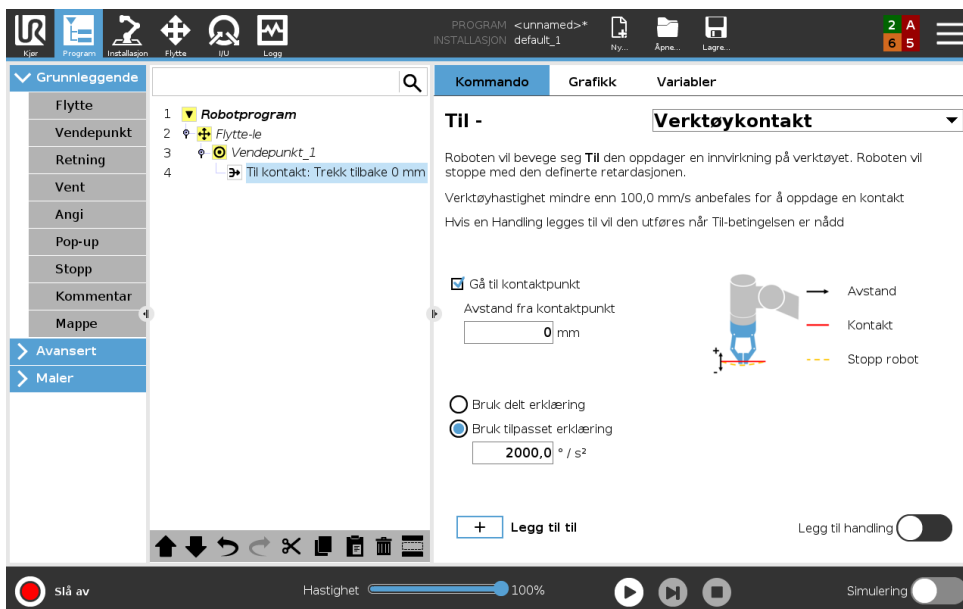 UR
PROGRAM <unnamed>*
INSTALLASJON default_1
Kjør
Program
Installasjon
Flytte
I/U
Logg
Ny...
Åpne...
Lagre...
2 A
6 5
Grunnleggende
Flytte
Vendepunkt
Retning
Vent
Angi
Pop-up
Stopp
Kommentar
Mappe
Avansert
Maler
1 Robotprogram
2 Flytte-le
3 Vendepunkt_1
4 Til kontakt: Trekk tilbake 0 mm
Kommando Grafikk Variabler
Til - Verktøykontakt
Roboten vil bevege seg Til den oppdager en innvirkning på verktøyet. Roboten vil
stoppe med den definerte retardasjonen.
Verktøyhastighet mindre enn 100,0 mm/s anbefales for å oppdage en kontakt
Hvis en Handling legges til vil den utføres når Til-betingelsen er nådd
Gå til kontaktpunkt
Avstand fra kontaktpunkt
0 mm
+
-
Avstand
Kontakt
Stopp robot
Bruk delt erklæring
Bruk tilpasset erklæring
2000,0 ° / s²
+ Legg til til
Legg til handling
Slå av
Hastighet 100%
Simulering